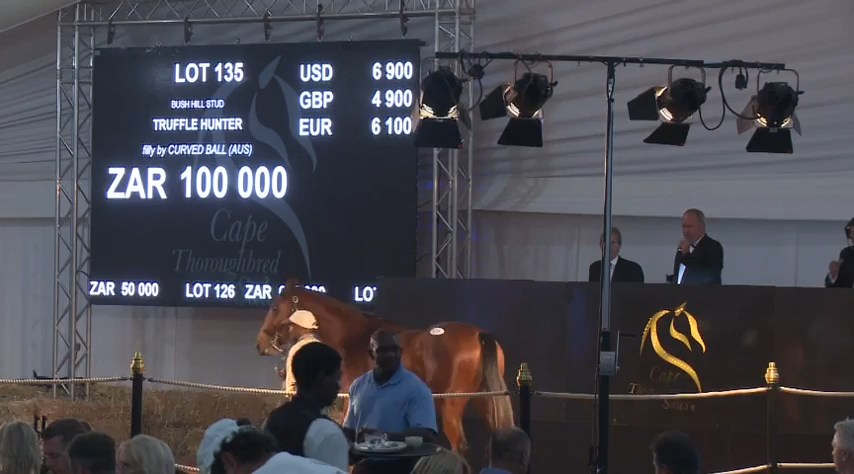 LOT 135
USD 6 900
BUSH HILL STUD
GBP 4 900
TRUFFLE HUNTER
EUR 6 100
filly by CURVED BALL (AUS)
ZAR 100 000
Cape
Thoroughbred
ZAR 50 000 LOT 126 ZAR LO
Cape